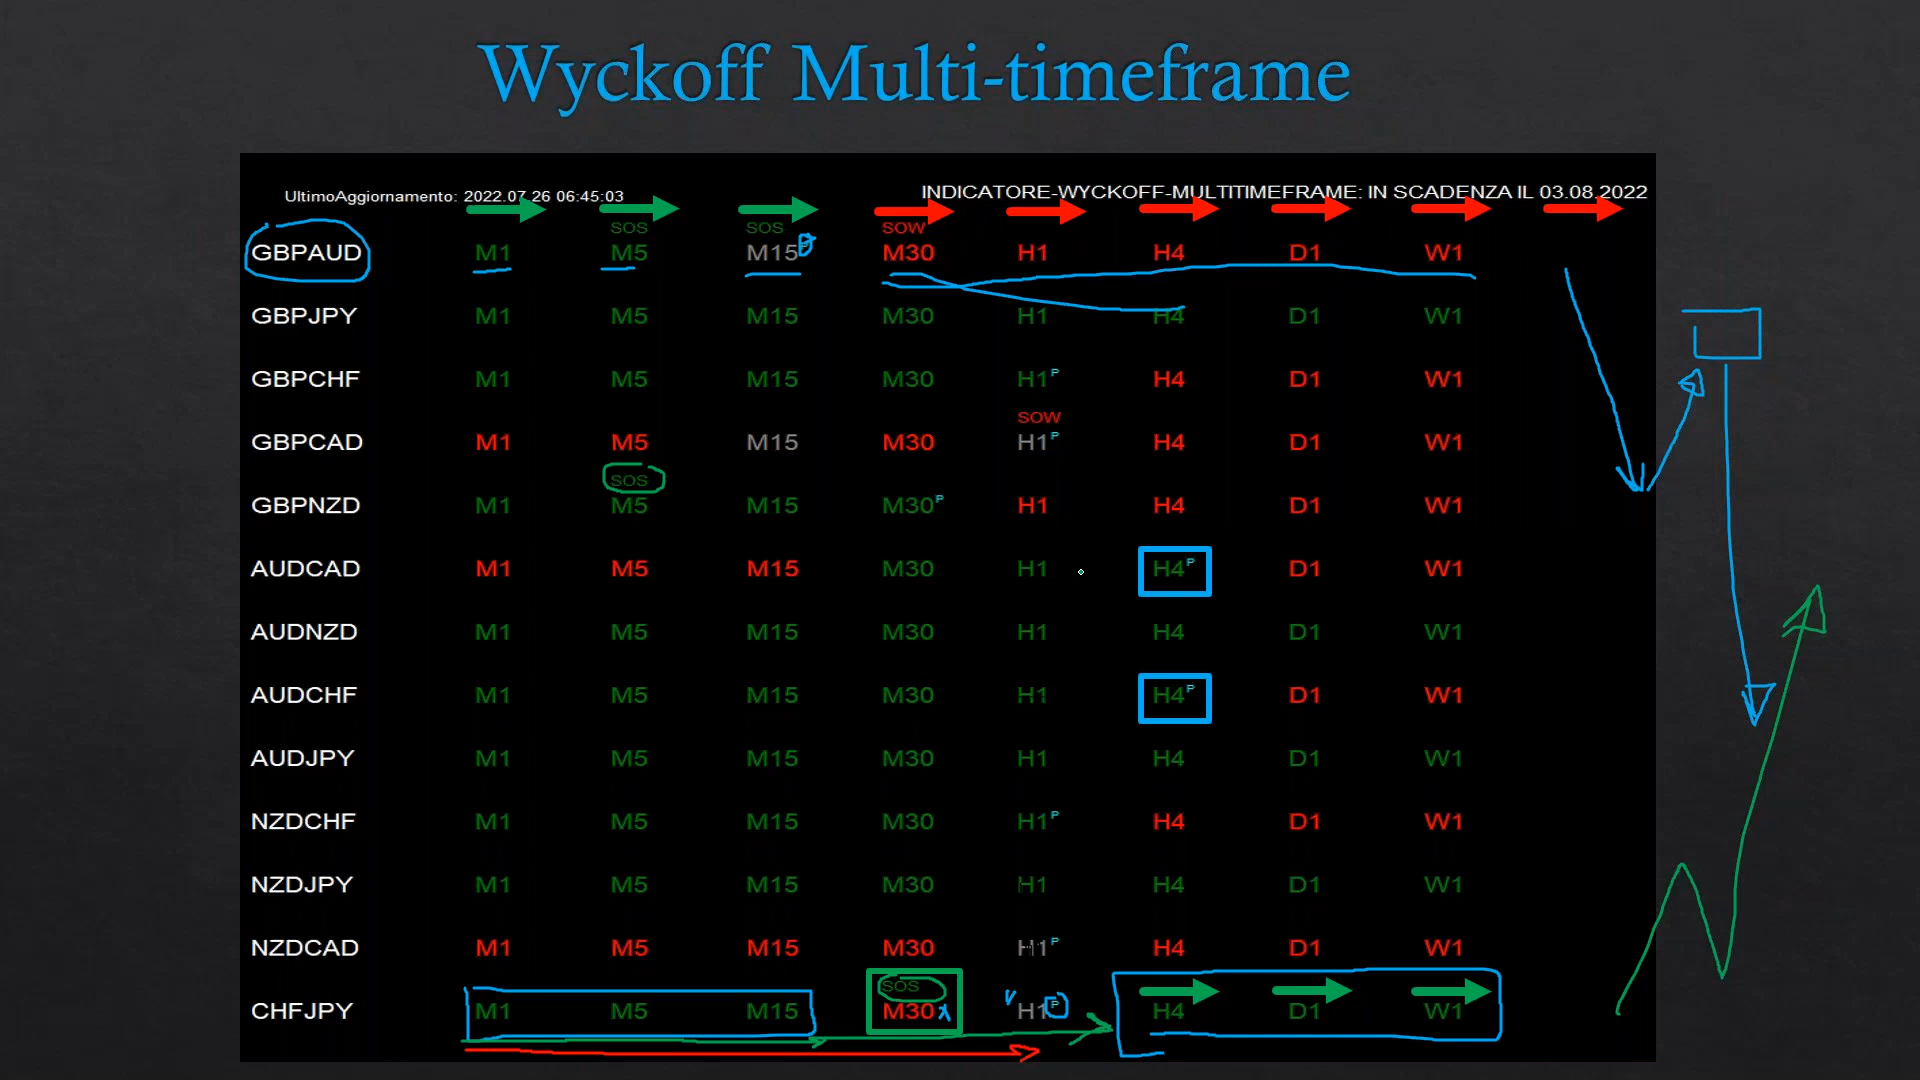 Wyckoff Multi-timeframe
UltimoAggiornamento: 2022.07.26 06:45:03
INDICATORE-WYCKOFF-MULTITIMEFRAME: IN SCADENZA IL 03.08.2022
SOS SOS SOW
GBPAUD M1 M5 M15P M30 H1 H4 D1 W1
GBPJPY M1 M5 M15 M30 H1 H4 D1 W1
GBPCHF M1 M5 M15 M30 H1P H4 D1 W1
SOW
GBPCAD M1 M5 M15 M30 H1P H4 D1 W1
SOS
GBPNZD M1 M5 M15 M30P H1 H4 D1 W1
AUDCAD M1 M5 M15 M30 H1 H4P D1 W1
AUDNZD M1 M5 M15 M30 H1 H4 D1 W1
AUDCHF M1 M5 M15 M30 H1 H4P D1 W1
AUDJPY M1 M5 M15 M30 H1 H4 D1 W1
NZDCHF M1 M5 M15 M30 H1P H4 D1 W1
NZDJPY M1 M5 M15 M30 H1 H4 D1 W1
NZDCAD M1 M5 M15 M30 H1P H4 D1 W1
SOS
CHFJPY M1 M5 M15 M30 H1P H4 D1 W1